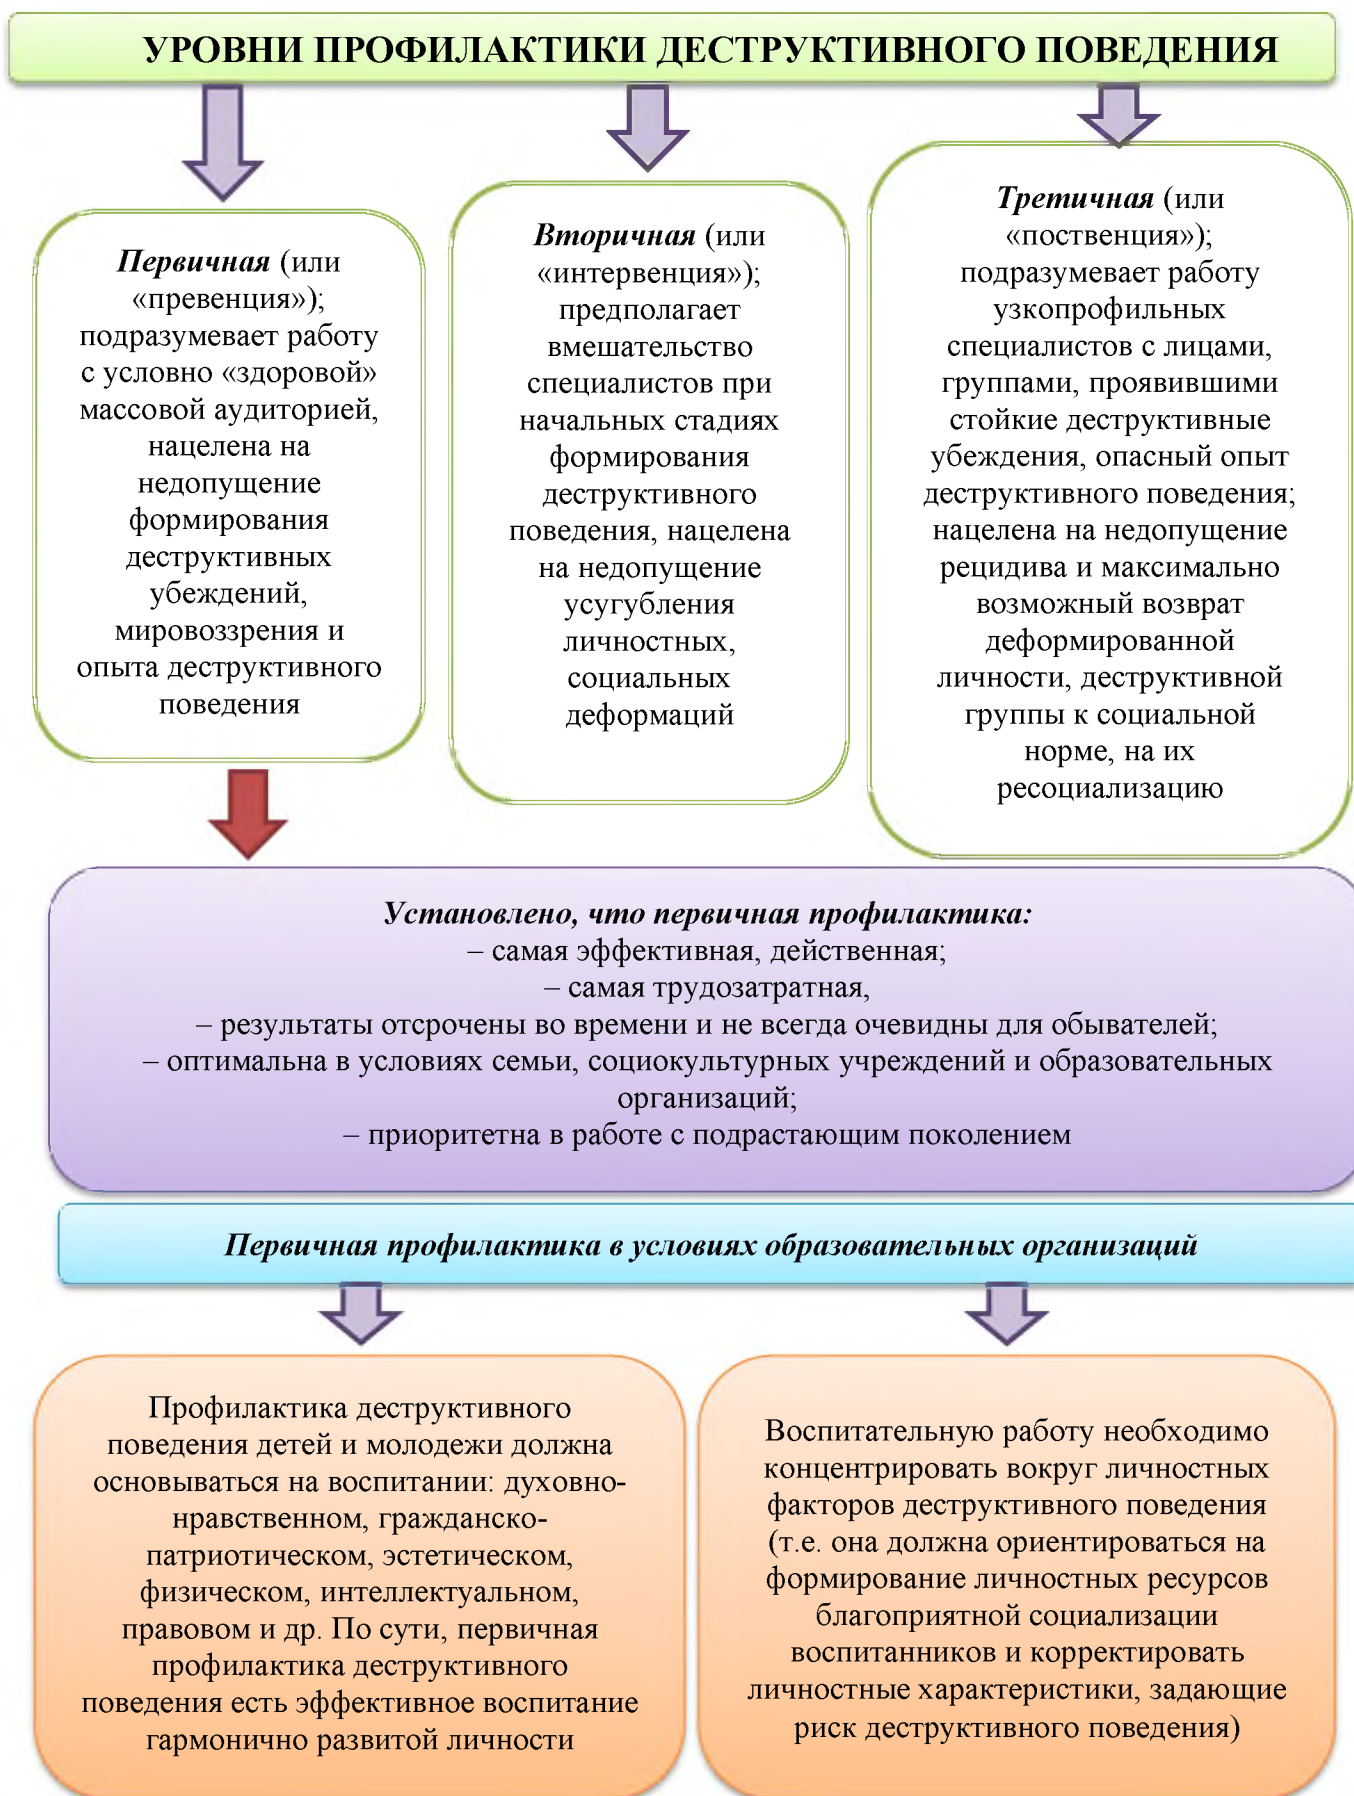 УРОВНИ ПРОФИЛАКТИКИ ДЕСТРУКТИВНОГО ПОВЕДЕНИЯ
Первичная (или
«превенция»);
подразумевает работу
с условно «здоровой»
массовой аудиторией,
нацелена на
недопущение
формирования
деструктивных
убеждений,
мировоззрения и
опыта деструктивного
поведения
Вторичная (или
«интервенция»);
предполагает
вмешательство
специалистов при
начальных стадиях
формирования
деструктивного
поведения, нацелена
на недопущение
усугубления
личностных,
социальных
деформаций
Третичная (или
«поственция»);
подразумевает работу
узкопрофильных
специалистов с лицами,
группами, проявившими
стойкие деструктивные
убеждения, опасный опыт
деструктивного поведения;
нацелена на недопущение
рецидива и максимально
возможный возврат
деформированной
личности, деструктивной
группы к социальной
норме, на их
ресоциализацию
Установлено, что первичная профилактика:
– самая эффективная, действенная;
– самая трудозатратная,
– результаты отсрочены во времени и не всегда очевидны для обывателей;
– оптимальна в условиях семьи, социокультурных учреждений и образовательных
организаций;
– приоритетна в работе с подрастающим поколением
Первичная профилактика в условиях образовательных организаций
Профилактика деструктивного
поведения детей и молодежи должна
основываться на воспитании: духовно-
нравственном, гражданско-
патриотическом, эстетическом,
физическом, интеллектуальном,
правовом и др. По сути, первичная
профилактика деструктивного
поведения есть эффективное воспитание
гармонично развитой личности
Воспитательную работу необходимо
концентрировать вокруг личностных
факторов деструктивного поведения
(т.е. она должна ориентироваться на
формирование личностных ресурсов
благоприятной социализации
воспитанников и корректировать
личностные характеристики, задающие
риск деструктивного поведения)